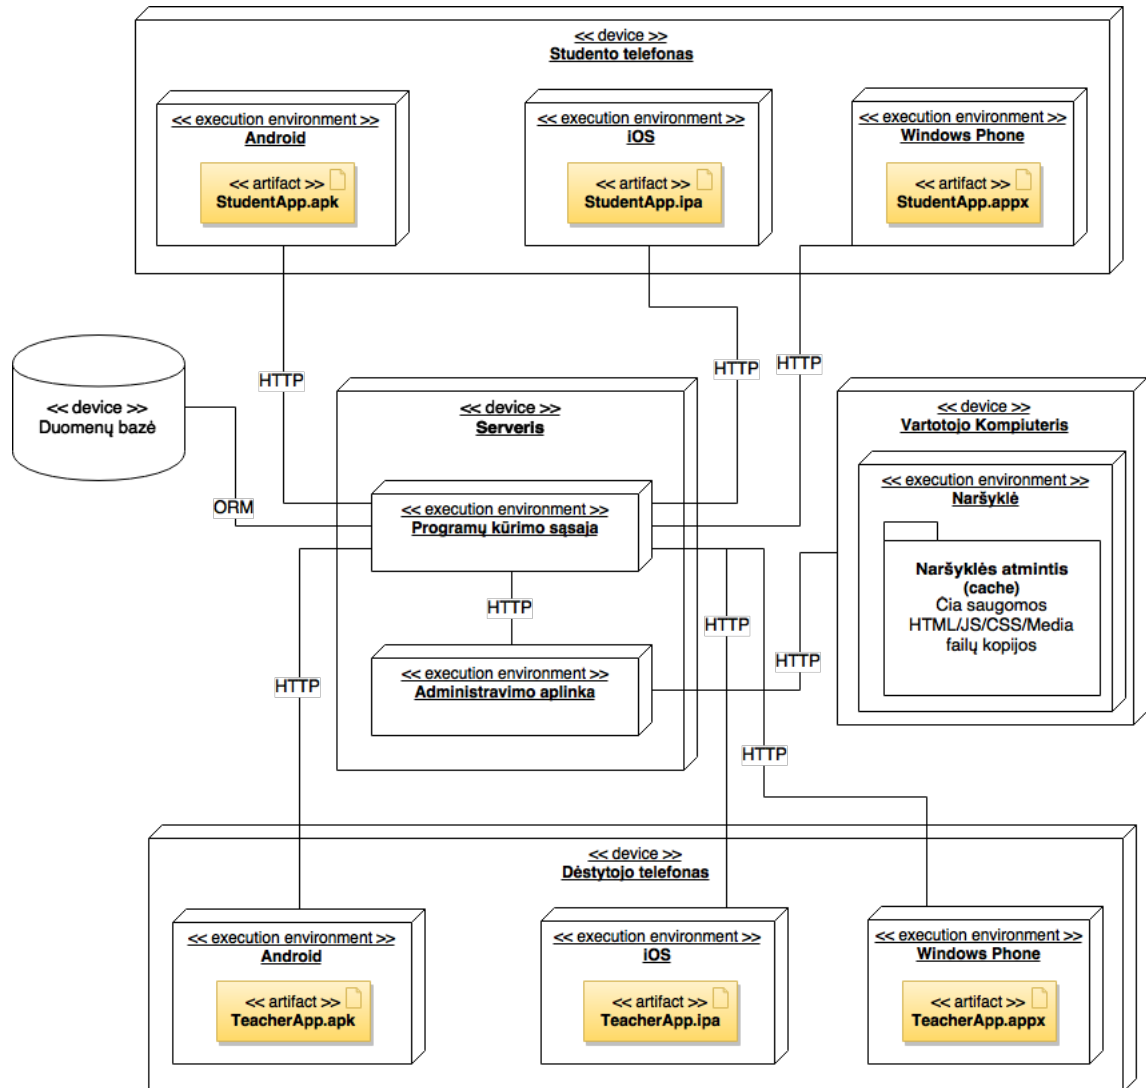 << device >>
Studento telefonas
<< execution environment >>
Android
<< artifact >>
StudentApp.apk
<< execution environment >>
iOS
<< artifact >>
StudentApp.ipa
<< execution environment >>
Windows Phone
<< artifact >>
StudentApp.appx
HTTP
HTTP
HTTP
<< device >>
Duomenų bazė
ORM
<< device >>
Serveris
<< execution environment >>
Programų kūrimo sąsaja
HTTP
<< execution environment >>
Administravimo aplinka
<< device >>
Vartotojo Kompiuteris
<< execution environment >>
Naršyklė
Naršyklės atmintis
(cache)
Čia saugomos
HTML/JS/CSS/Media
failų kopijos
HTTP
HTTP
HTTP
HTTP
<< device >>
Dėstytojo telefonas
<< execution environment >>
Android
<< artifact >>
TeacherApp.apk
<< execution environment >>
iOS
<< artifact >>
TeacherApp.ipa
<< execution environment >>
Windows Phone
<< artifact >>
TeacherApp.appx